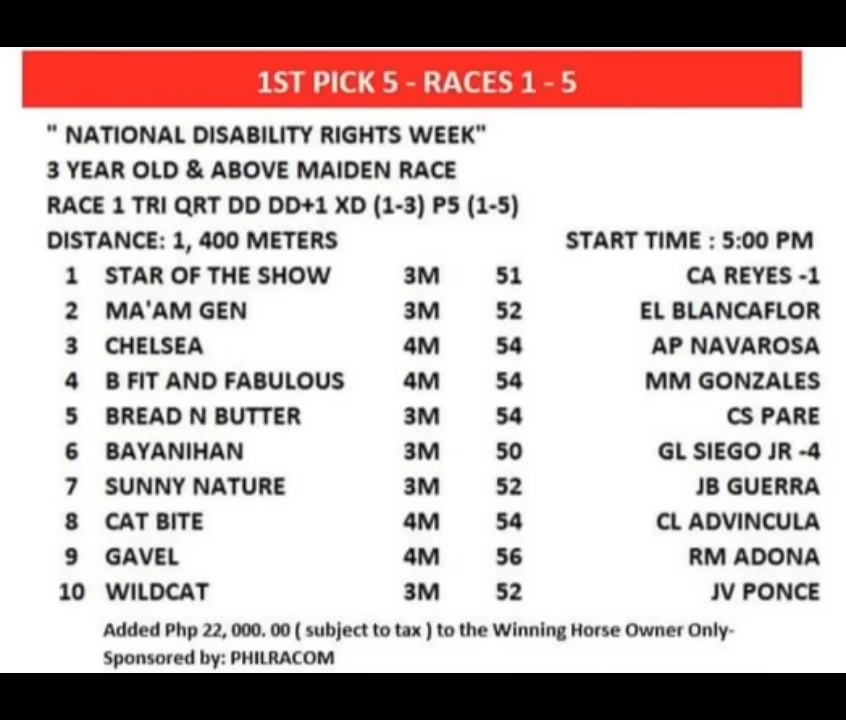 1ST PICK 5 - RACES 1 - 5
" NATIONAL DISABILITY RIGHTS WEEK"
3 YEAR OLD & ABOVE MAIDEN RACE
RACE 1 TRI QRT DD DD+1 XD (1-3) P5 (1-5)
DISTANCE: 1, 400 METERS START TIME : 5:00 PM
1 STAR OF THE SHOW 3M 51 CA REYES -1
2 MA'AM GEN 3M 52 EL BLANCAFLOR
3 CHELSEA 4M 54 AP NAVAROSA
4 B FIT AND FABULOUS 4M 54 MM GONZALES
5 BREAD N BUTTER 3M 54 CS PARE
6 BAYANIHAN 3M 50 GL SIEGO JR -4
7 SUNNY NATURE 3M 52 JB GUERRA
8 CAT BITE 4M 54 CL ADVINCULA
9 GAVEL 4M 56 RM ADONA
10 WILDCAT 3M 52 JV PONCE
Added Php 22, 000. 00 ( subject to tax ) to the Winning Horse Owner Only-
Sponsored by: PHILRACOM